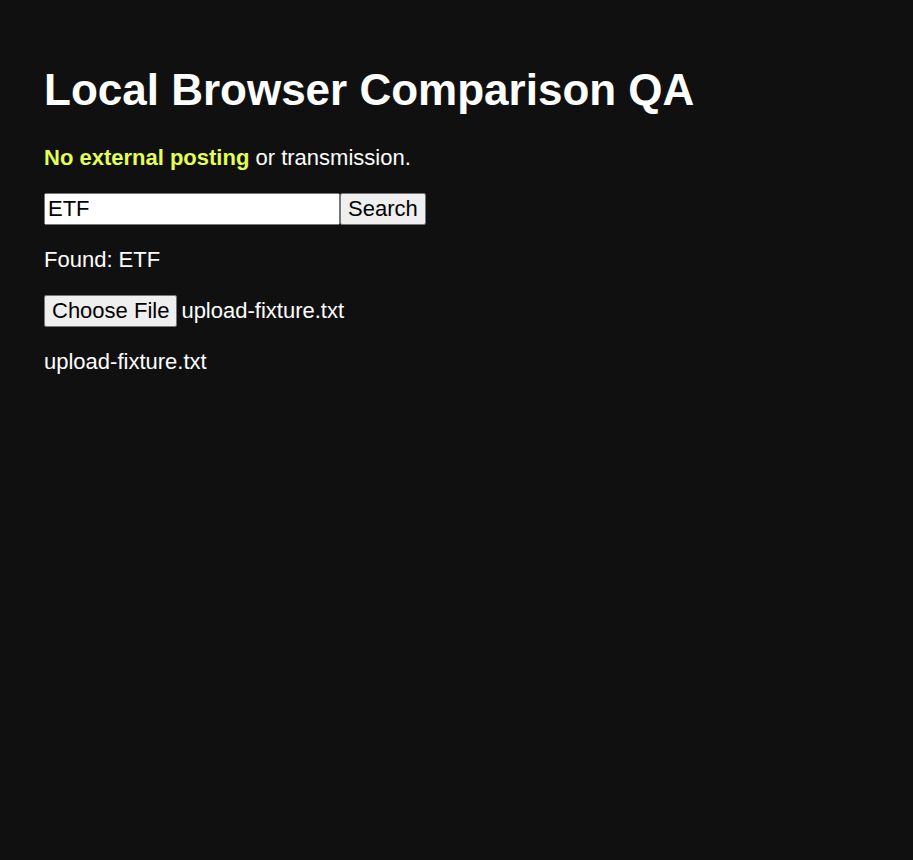 Local Browser Comparison QA
No external posting or transmission.
ETF Search
Found: ETF
Choose File upload-fixture.txt
upload-fixture.txt